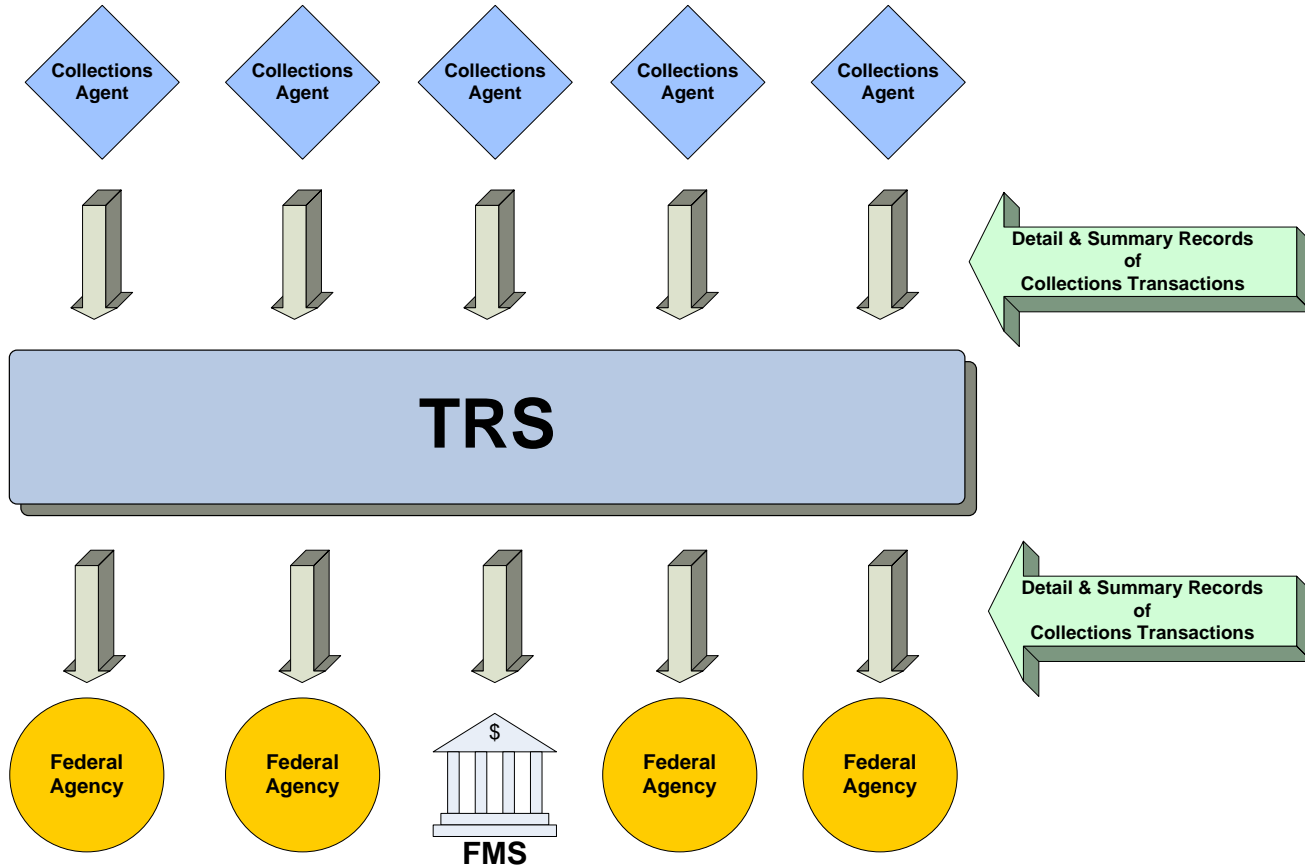 Collections
Agent
Collections
Agent
Collections
Agent
Collections
Agent
Collections
Agent
Detail & Summary Records
of
Collections Transactions
TRS
Detail & Summary Records
of
Collections Transactions
Federal
Agency
Federal
Agency
$
FMS
Federal
Agency
Federal
Agency